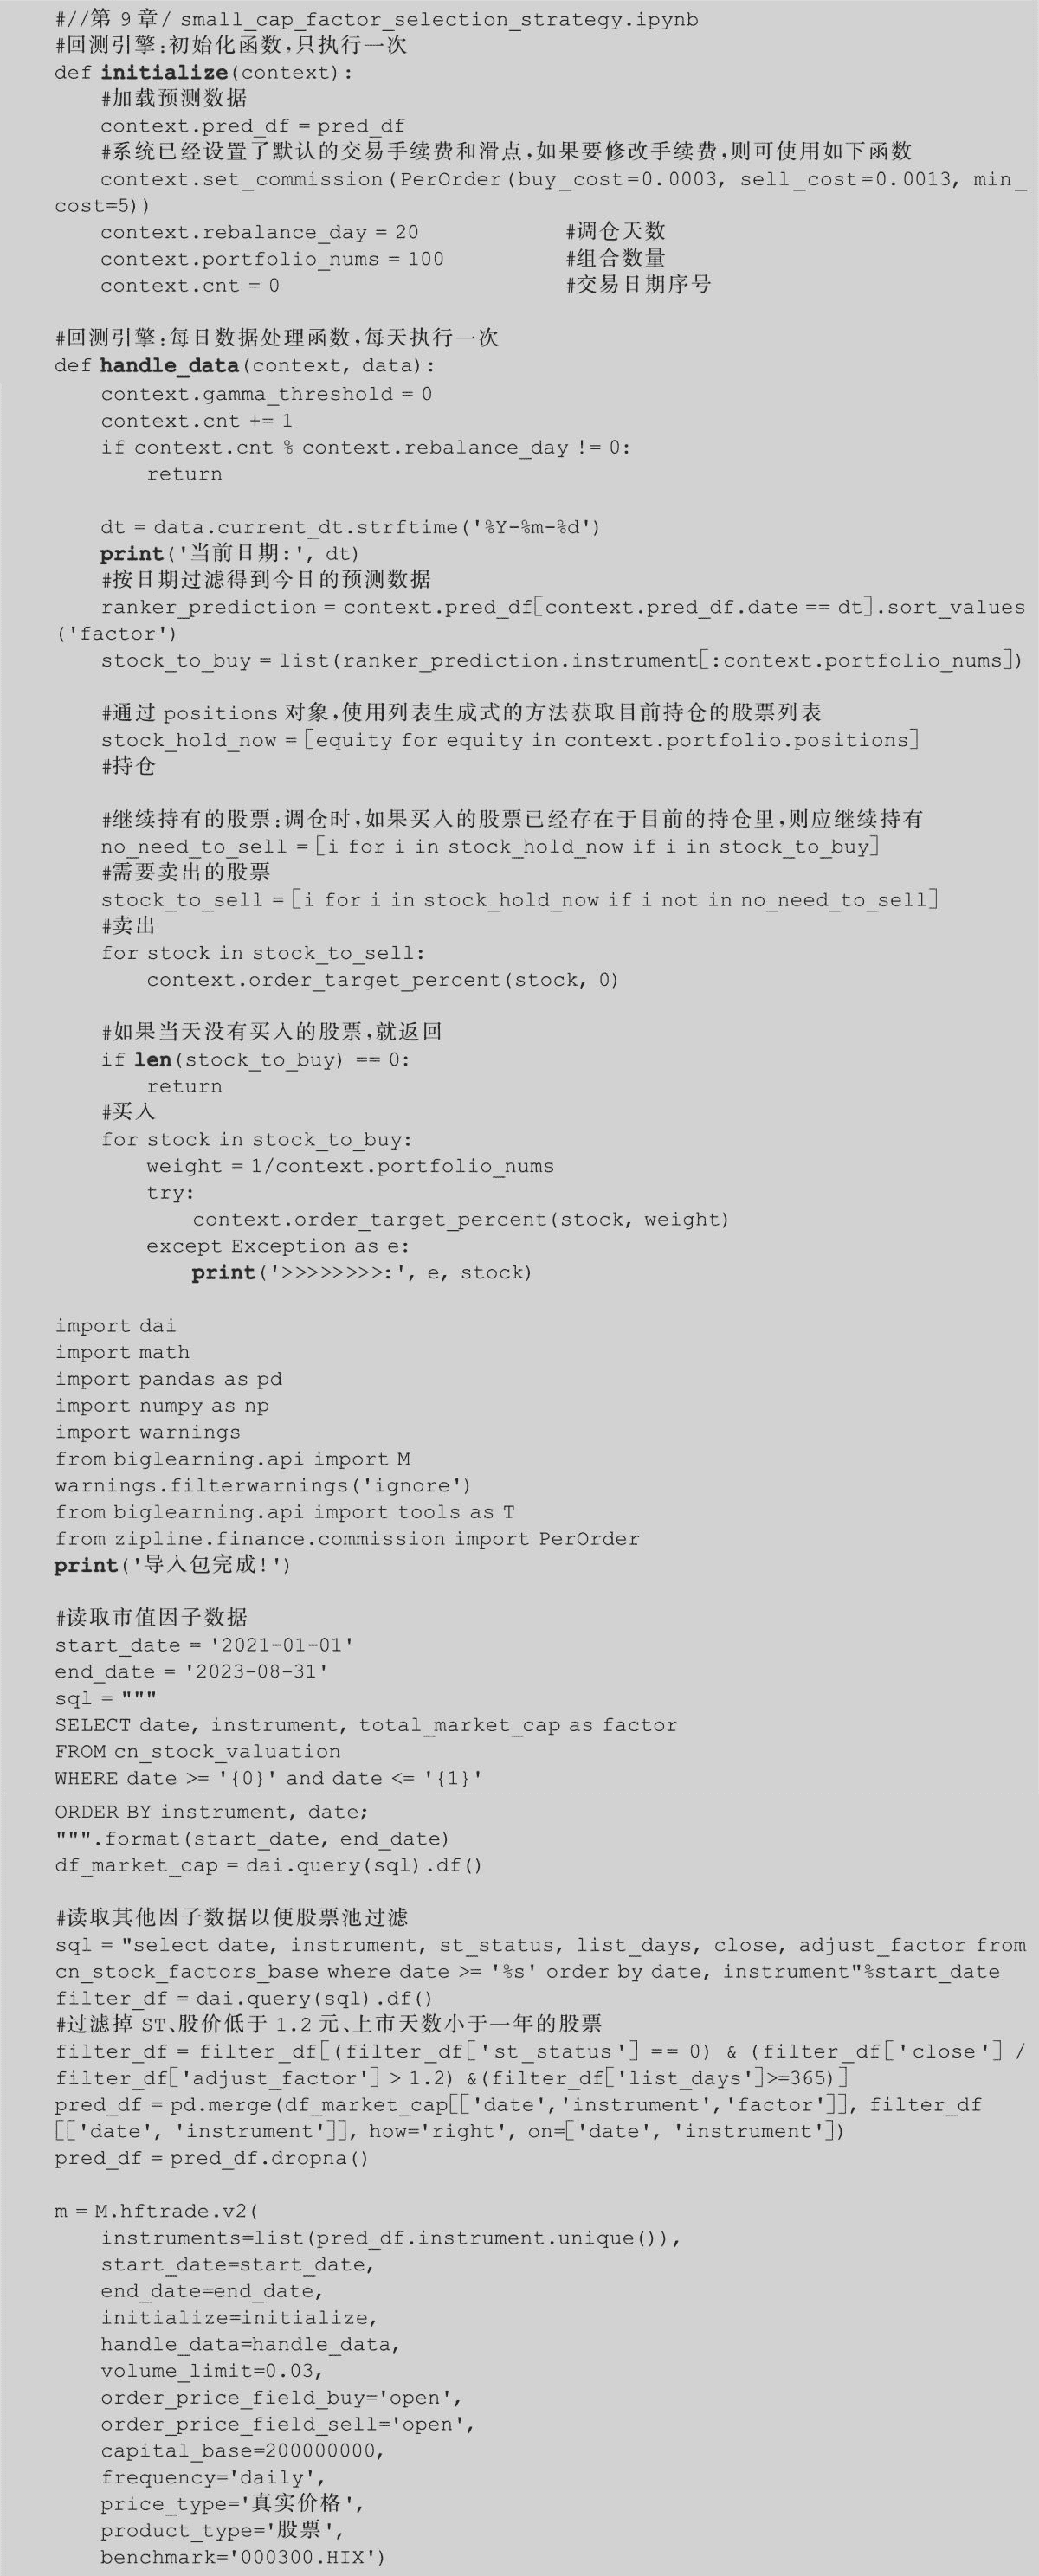 #//第 9 章/ small_cap_factor_selection_strategy.ipynb
#回测引擎:初始化函数,只执行一次
def initialize(context):
    #加载预测数据
    context.pred_df = pred_df
    #系统已经设置了默认的交易手续费和滑点,如果要修改手续费,则可使用如下函数
    context.set_commission(PerOrder(buy_cost=0.0003, sell_cost=0.0013, min_
cost=5))
    context.rebalance_day = 20    #调仓天数
    context.portfolio_nums = 100    #组合数量
    context.cnt = 0    #交易日期序号

#回测引擎:每日数据处理函数,每天执行一次
def handle_data(context, data):
    context.gamma_threshold = 0
    context.cnt += 1
    if context.cnt % context.rebalance_day != 0:
        return

    dt = data.current_dt.strftime('%Y-%m-%d')
    print('当前日期:', dt)
    #按日期过滤得到今日的预测数据
    ranker_prediction = context.pred_df[context.pred_df.date == dt].sort_values
('factor')
    stock_to_buy = list(ranker_prediction.instrument[:context.portfolio_nums])

    #通过 positions 对象,使用列表生成式的方法获取目前持仓的股票列表
    stock_hold_now = [equity for equity in context.portfolio.positions]
    #持仓

    #继续持有的股票:调仓时,如果买入的股票已经存在于目前的持仓里,则应继续持有
    no_need_to_sell = [i for i in stock_hold_now if i in stock_to_buy]
    #需要卖出的股票
    stock_to_sell = [i for i in stock_hold_now if i not in no_need_to_sell]
    #卖出
    for stock in stock_to_sell:
        context.order_target_percent(stock, 0)

    #如果当天没有买入的股票,就返回
    if len(stock_to_buy) == 0:
        return
    #买入
    for stock in stock_to_buy:
        weight = 1/context.portfolio_nums
        try:
            context.order_target_percent(stock, weight)
        except Exception as e:
            print('>>>>>>>>:', e, stock)

import dai
import math
import pandas as pd
import numpy as np
import warnings
from biglearning.api import M
warnings.filterwarnings('ignore')
from biglearning.api import tools as T
from zipline.finance.commission import PerOrder
print('导入包完成!')

#读取市值因子数据
start_date = '2021-01-01'
end_date = '2023-08-31'
sql = """
SELECT date, instrument, total_market_cap as factor
FROM cn_stock_valuation
WHERE date >= '{0}' and date <= '{1}'
ORDER BY instrument, date;
""".format(start_date, end_date)
df_market_cap = dai.query(sql).df()

#读取其他因子数据以便股票池过滤
sql = "select date, instrument, st_status, list_days, close, adjust_factor from
cn_stock_factors_base where date >= '%s' order by date, instrument"%start_date
filter_df = dai.query(sql).df()
#过滤掉 ST、股价低于 1.2 元、上市天数小于一年的股票
filter_df = filter_df[(filter_df['st_status'] == 0) & (filter_df['close'] /
filter_df['adjust_factor'] > 1.2) &(filter_df['list_days']>=365)]
pred_df = pd.merge(df_market_cap[['date','instrument','factor']], filter_df
[['date', 'instrument']], how='right', on=['date', 'instrument'])
pred_df = pred_df.dropna()

m = M.hftrade.v2(
    instruments=list(pred_df.instrument.unique()),
    start_date=start_date,
    end_date=end_date,
    initialize=initialize,
    handle_data=handle_data,
    volume_limit=0.03,
    order_price_field_buy='open',
    order_price_field_sell='open',
    capital_base=200000000,
    frequency='daily',
    price_type='真实价格',
    product_type='股票',
    benchmark='000300.HIX')